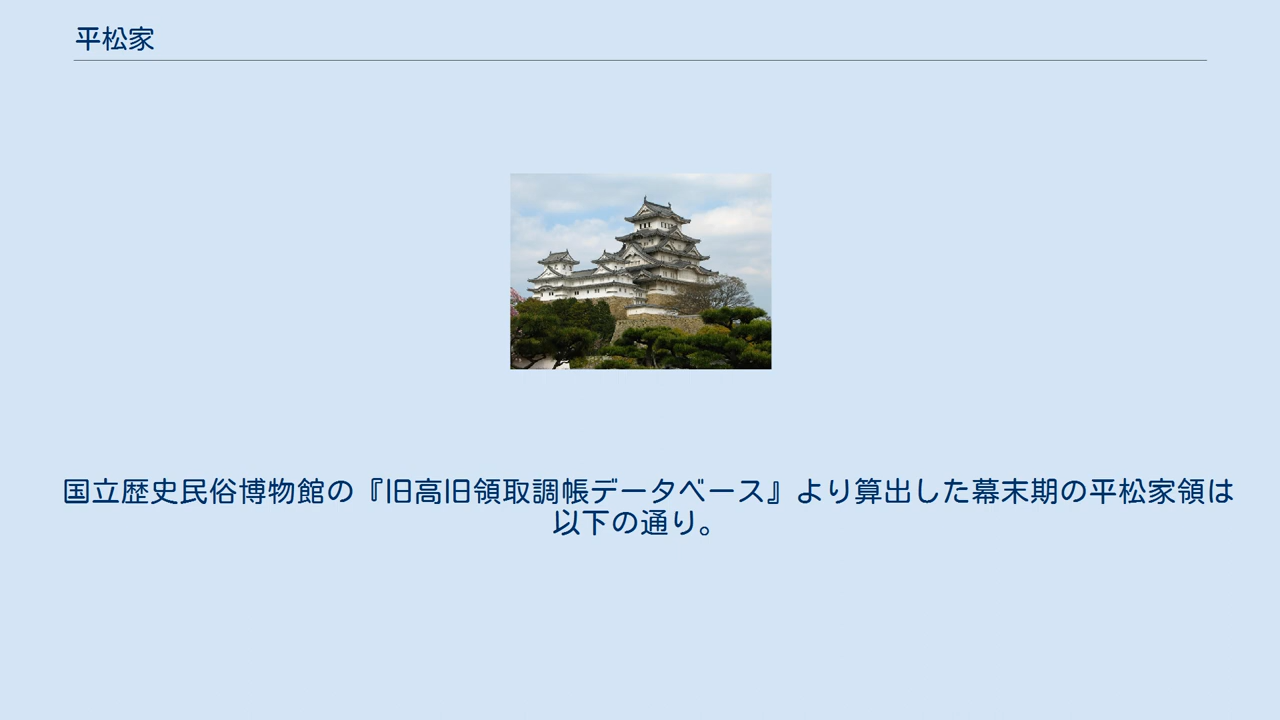 平松家
国立歴史民俗博物館の『旧高旧領取調帳データベース』より算出した幕末期の平松家領は
以下の通り。